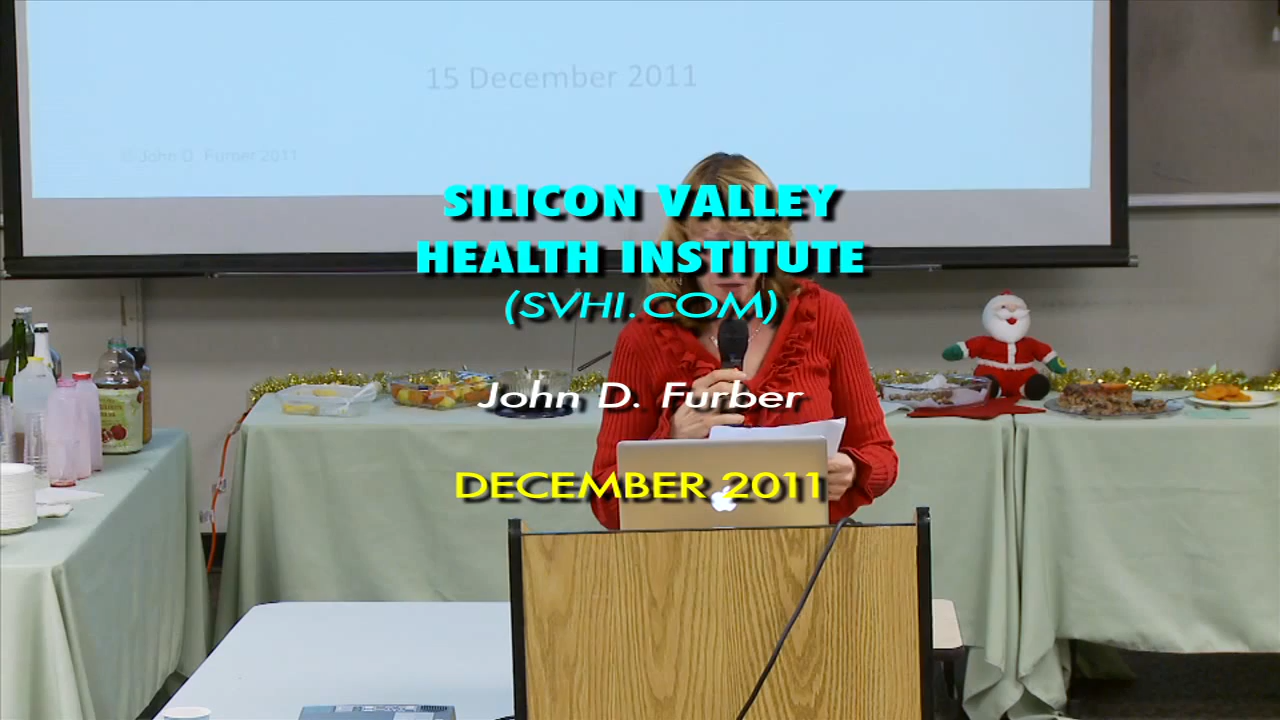 15 December 2011
© John D. Furber 2011
SILICON VALLEY
HEALTH INSTITUTE
(SVHI.COM)
John D. Furber
DECEMBER 2011